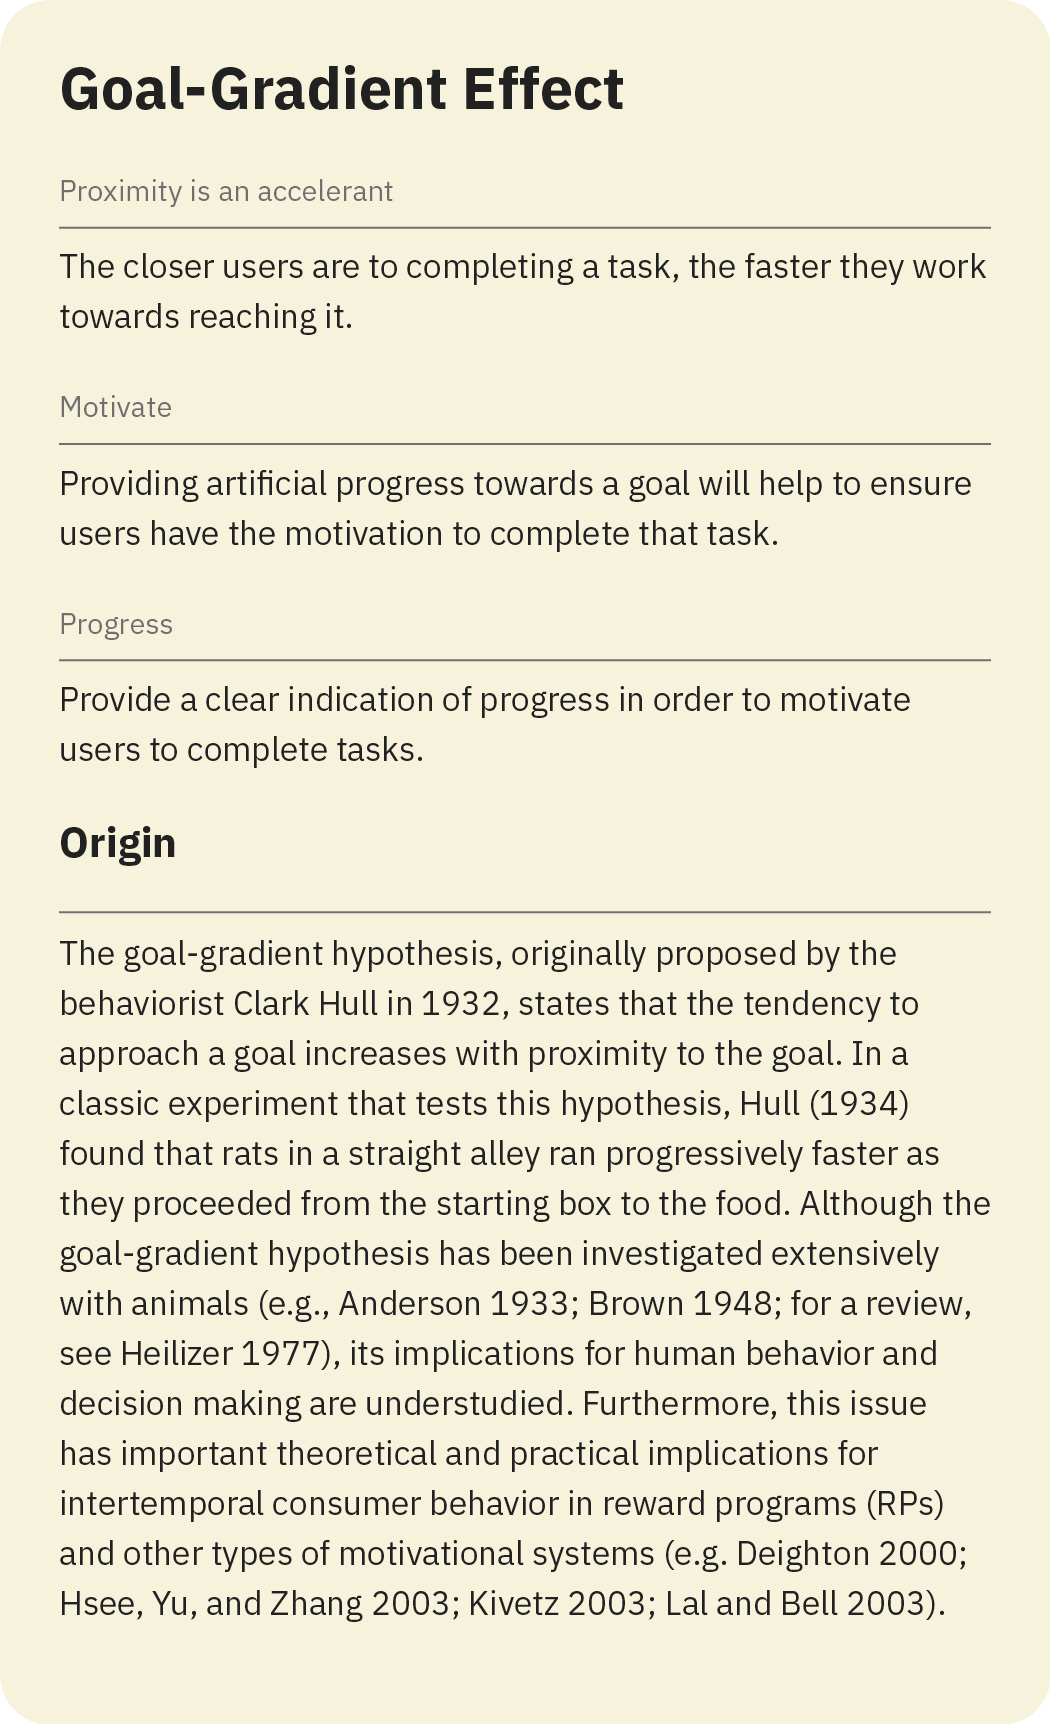 Goal-Gradient Effect
Proximity is an accelerant
The closer users are to completing a task, the faster they work
towards reaching it.
Motivate
Providing artificial progress towards a goal will help to ensure
users have the motivation to complete that task.
Progress
Provide a clear indication of progress in order to motivate
users to complete tasks.
Origin
The goal-gradient hypothesis, originally proposed by the
behaviorist Clark Hull in 1932, states that the tendency to
approach a goal increases with proximity to the goal. In a
classic experiment that tests this hypothesis, Hull (1934)
found that rats in a straight alley ran progressively faster as
they proceeded from the starting box to the food. Although the
goal-gradient hypothesis has been investigated extensively
with animals (e.g., Anderson 1933; Brown 1948; for a review,
see Heilizer 1977), its implications for human behavior and
decision making are understudied. Furthermore, this issue
has important theoretical and practical implications for
intertemporal consumer behavior in reward programs (RPs)
and other types of motivational systems (e.g. Deighton 2000;
Hsee, Yu, and Zhang 2003; Kivetz 2003; Lal and Bell 2003).